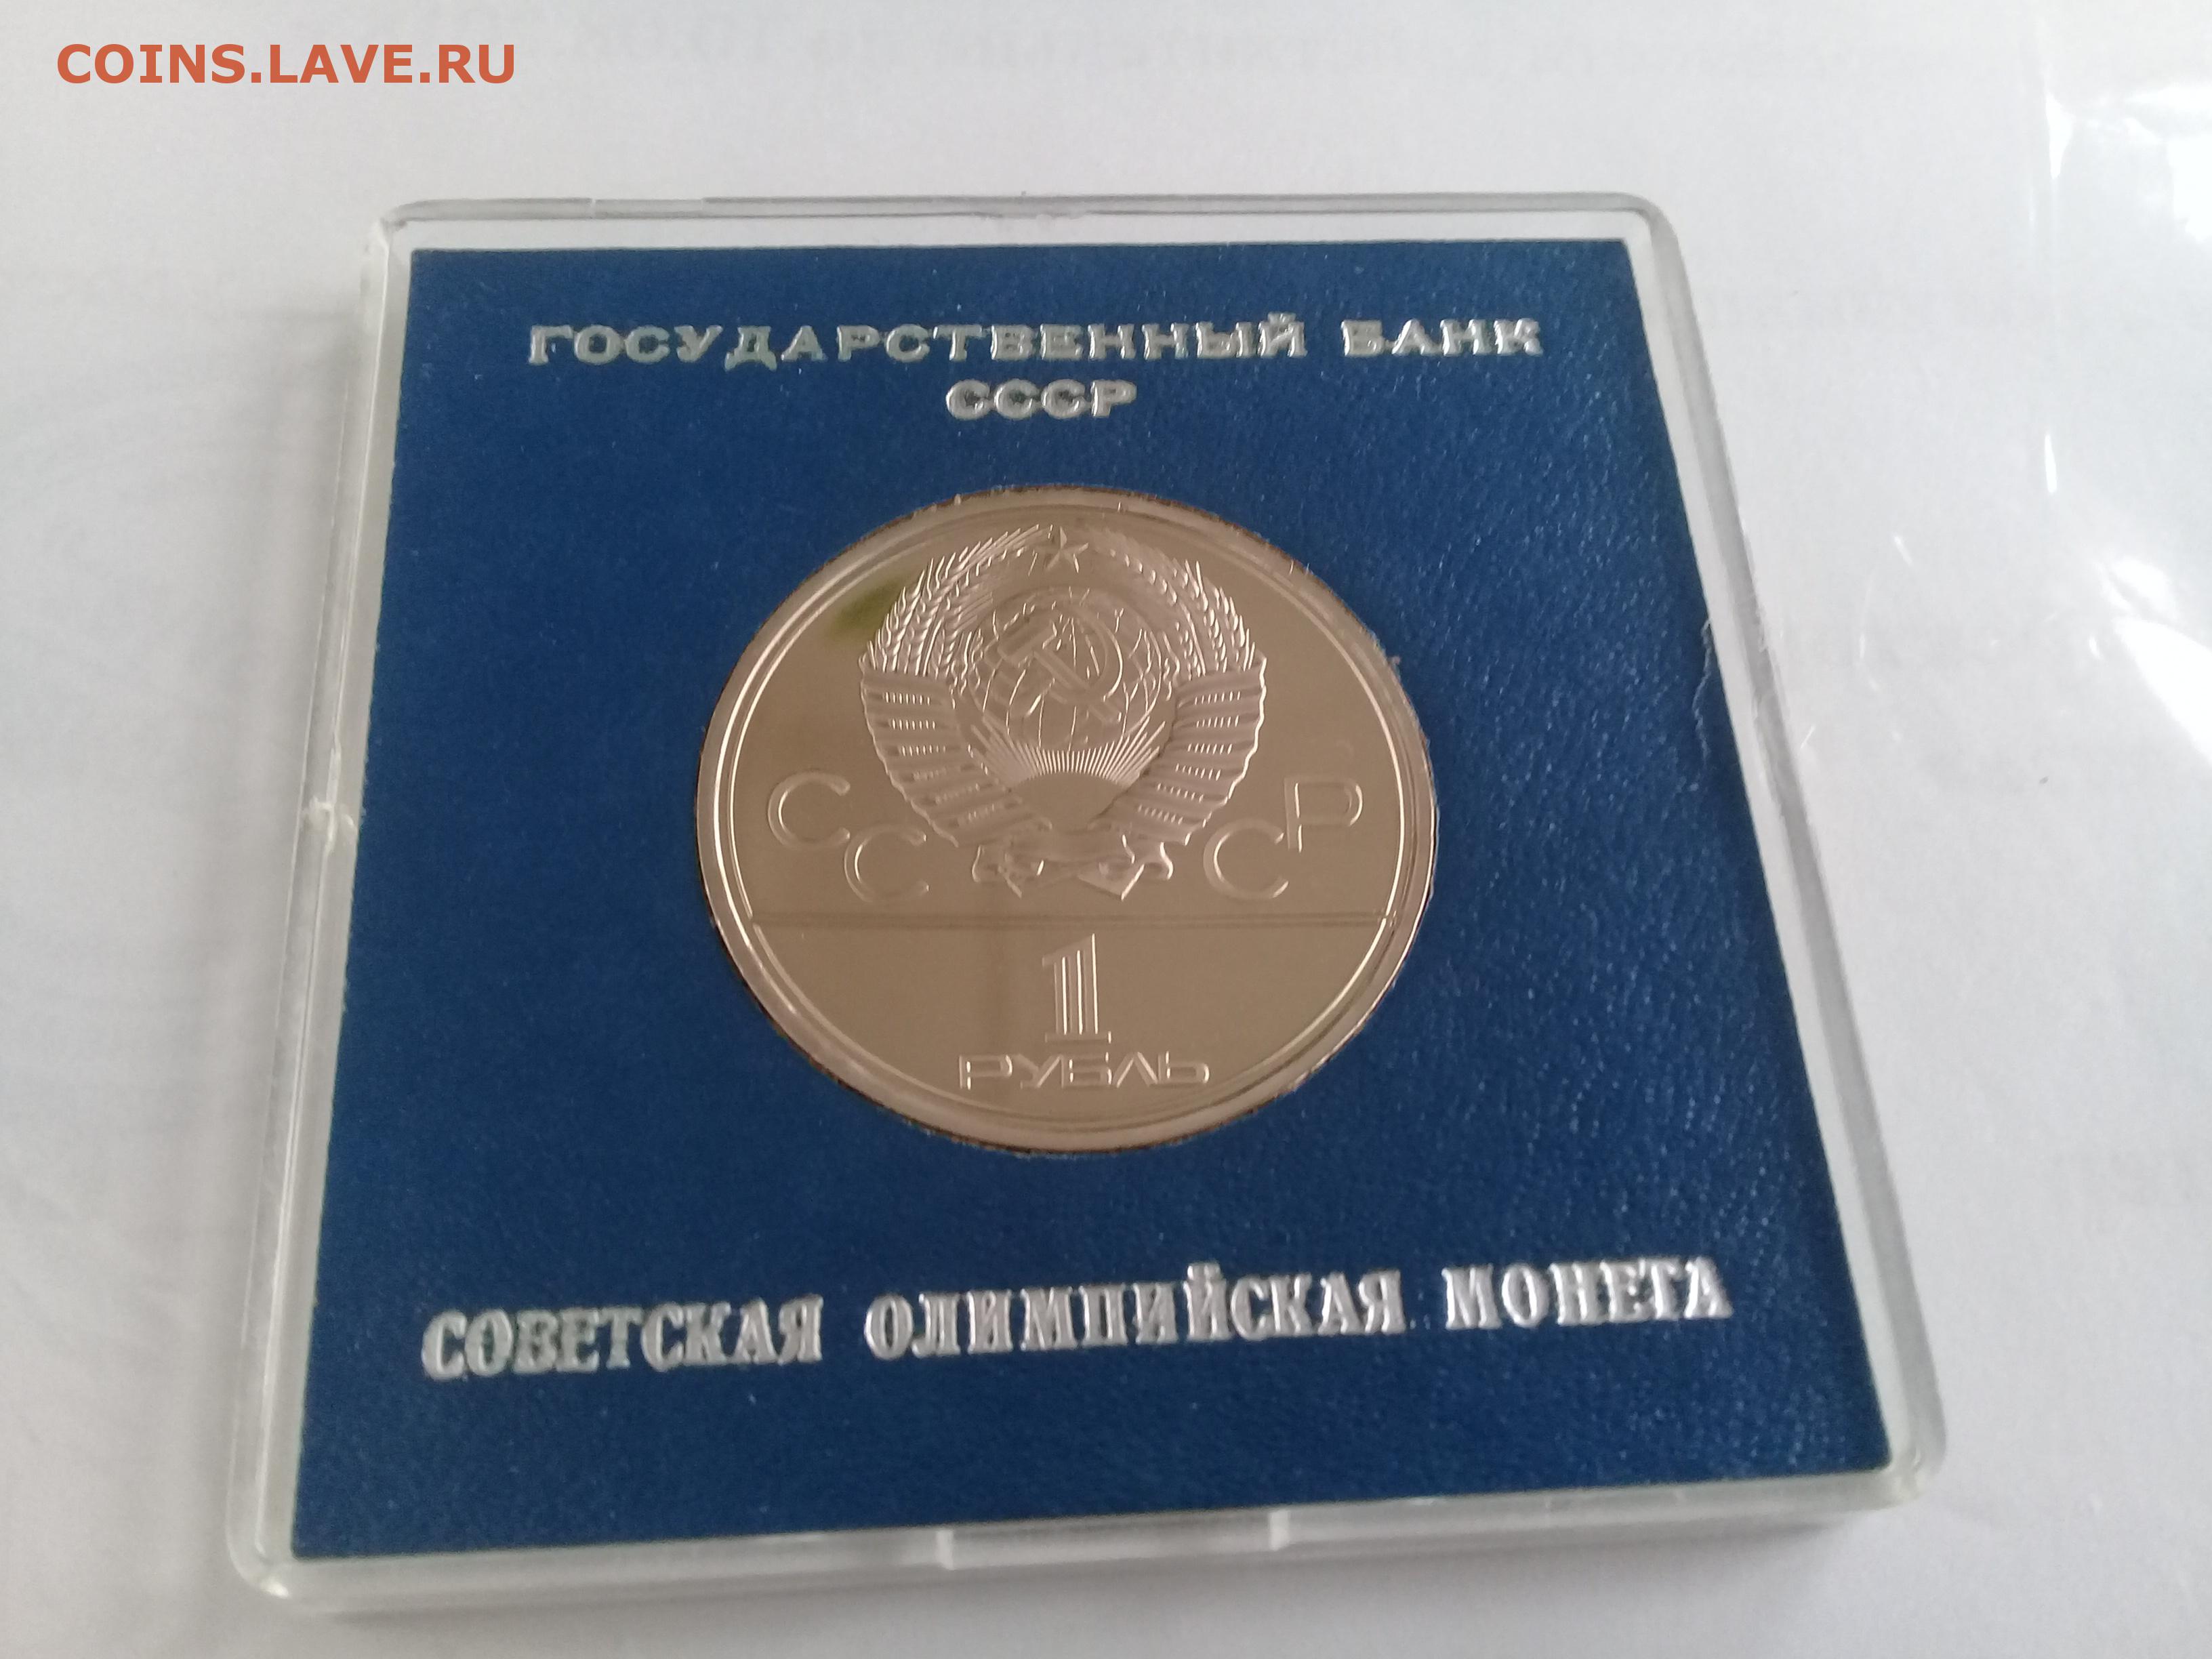 COINS.LAVE.RU
ГОСУДАРСТВЕННЫЙ БАНК
СССР
СССР
1
РУБЛЬ
СОВЕТСКАЯ ОЛИМПИЙСКАЯ МОНЕТА